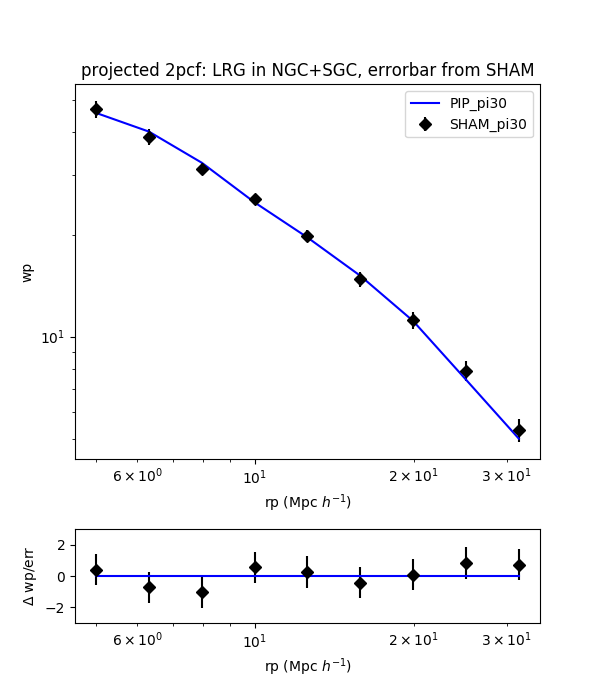 projected 2pcf: LRG in NGC+SGC, errorbar from SHAM
PIP_pi30
SHAM_pi30
wp
10¹
6 × 10⁰
10¹
2 × 10¹
3 × 10¹
rp (Mpc h⁻¹)
Δ wp/err
2
0
−2
6 × 10⁰
10¹
2 × 10¹
3 × 10¹
rp (Mpc h⁻¹)